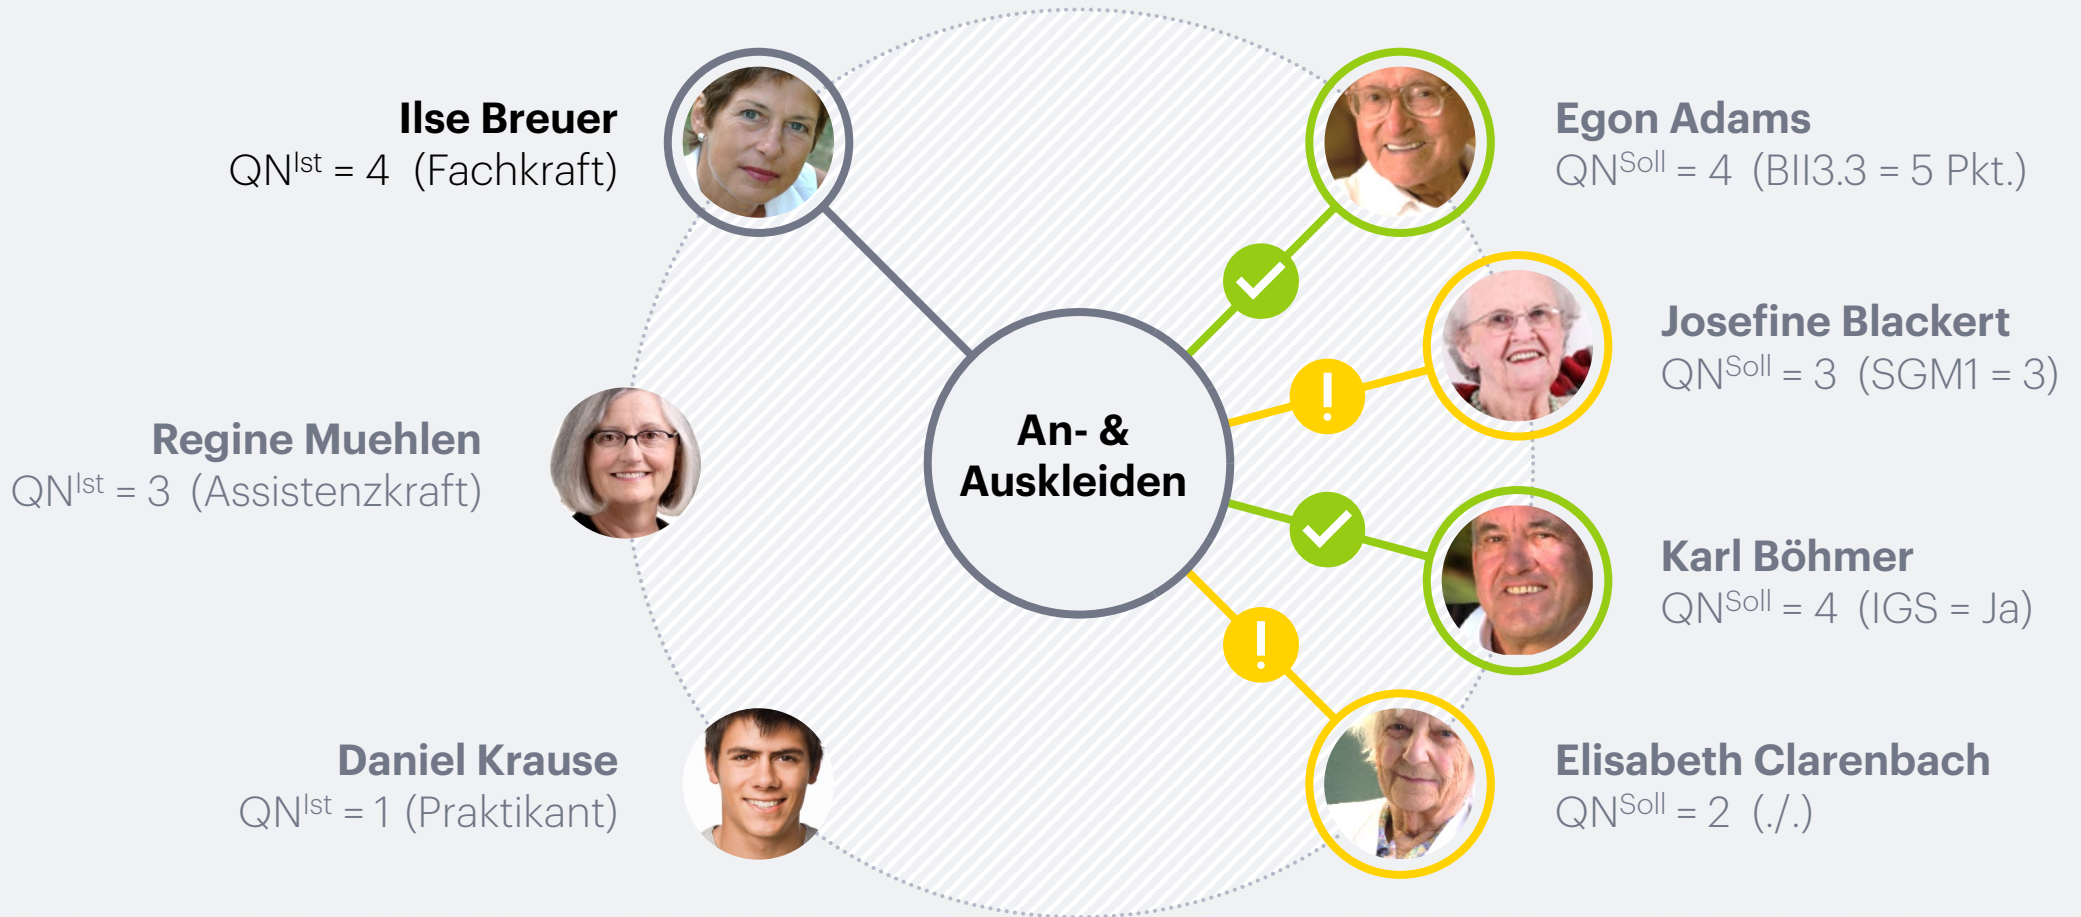 Ilse Breuer
QNIst = 4 (Fachkraft)
Regine Muehlen
QNIst = 3 (Assistenzkraft)
Daniel Krause
QNIst = 1 (Praktikant)
An- &
Auskleiden
Egon Adams
QNSoll = 4 (BII3.3 = 5 Pkt.)
Josefine Blackert
QNSoll = 3 (SGM1 = 3)
Karl Böhmer
QNSoll = 4 (IGS = Ja)
Elisabeth Clarenbach
QNSoll = 2 (./.)